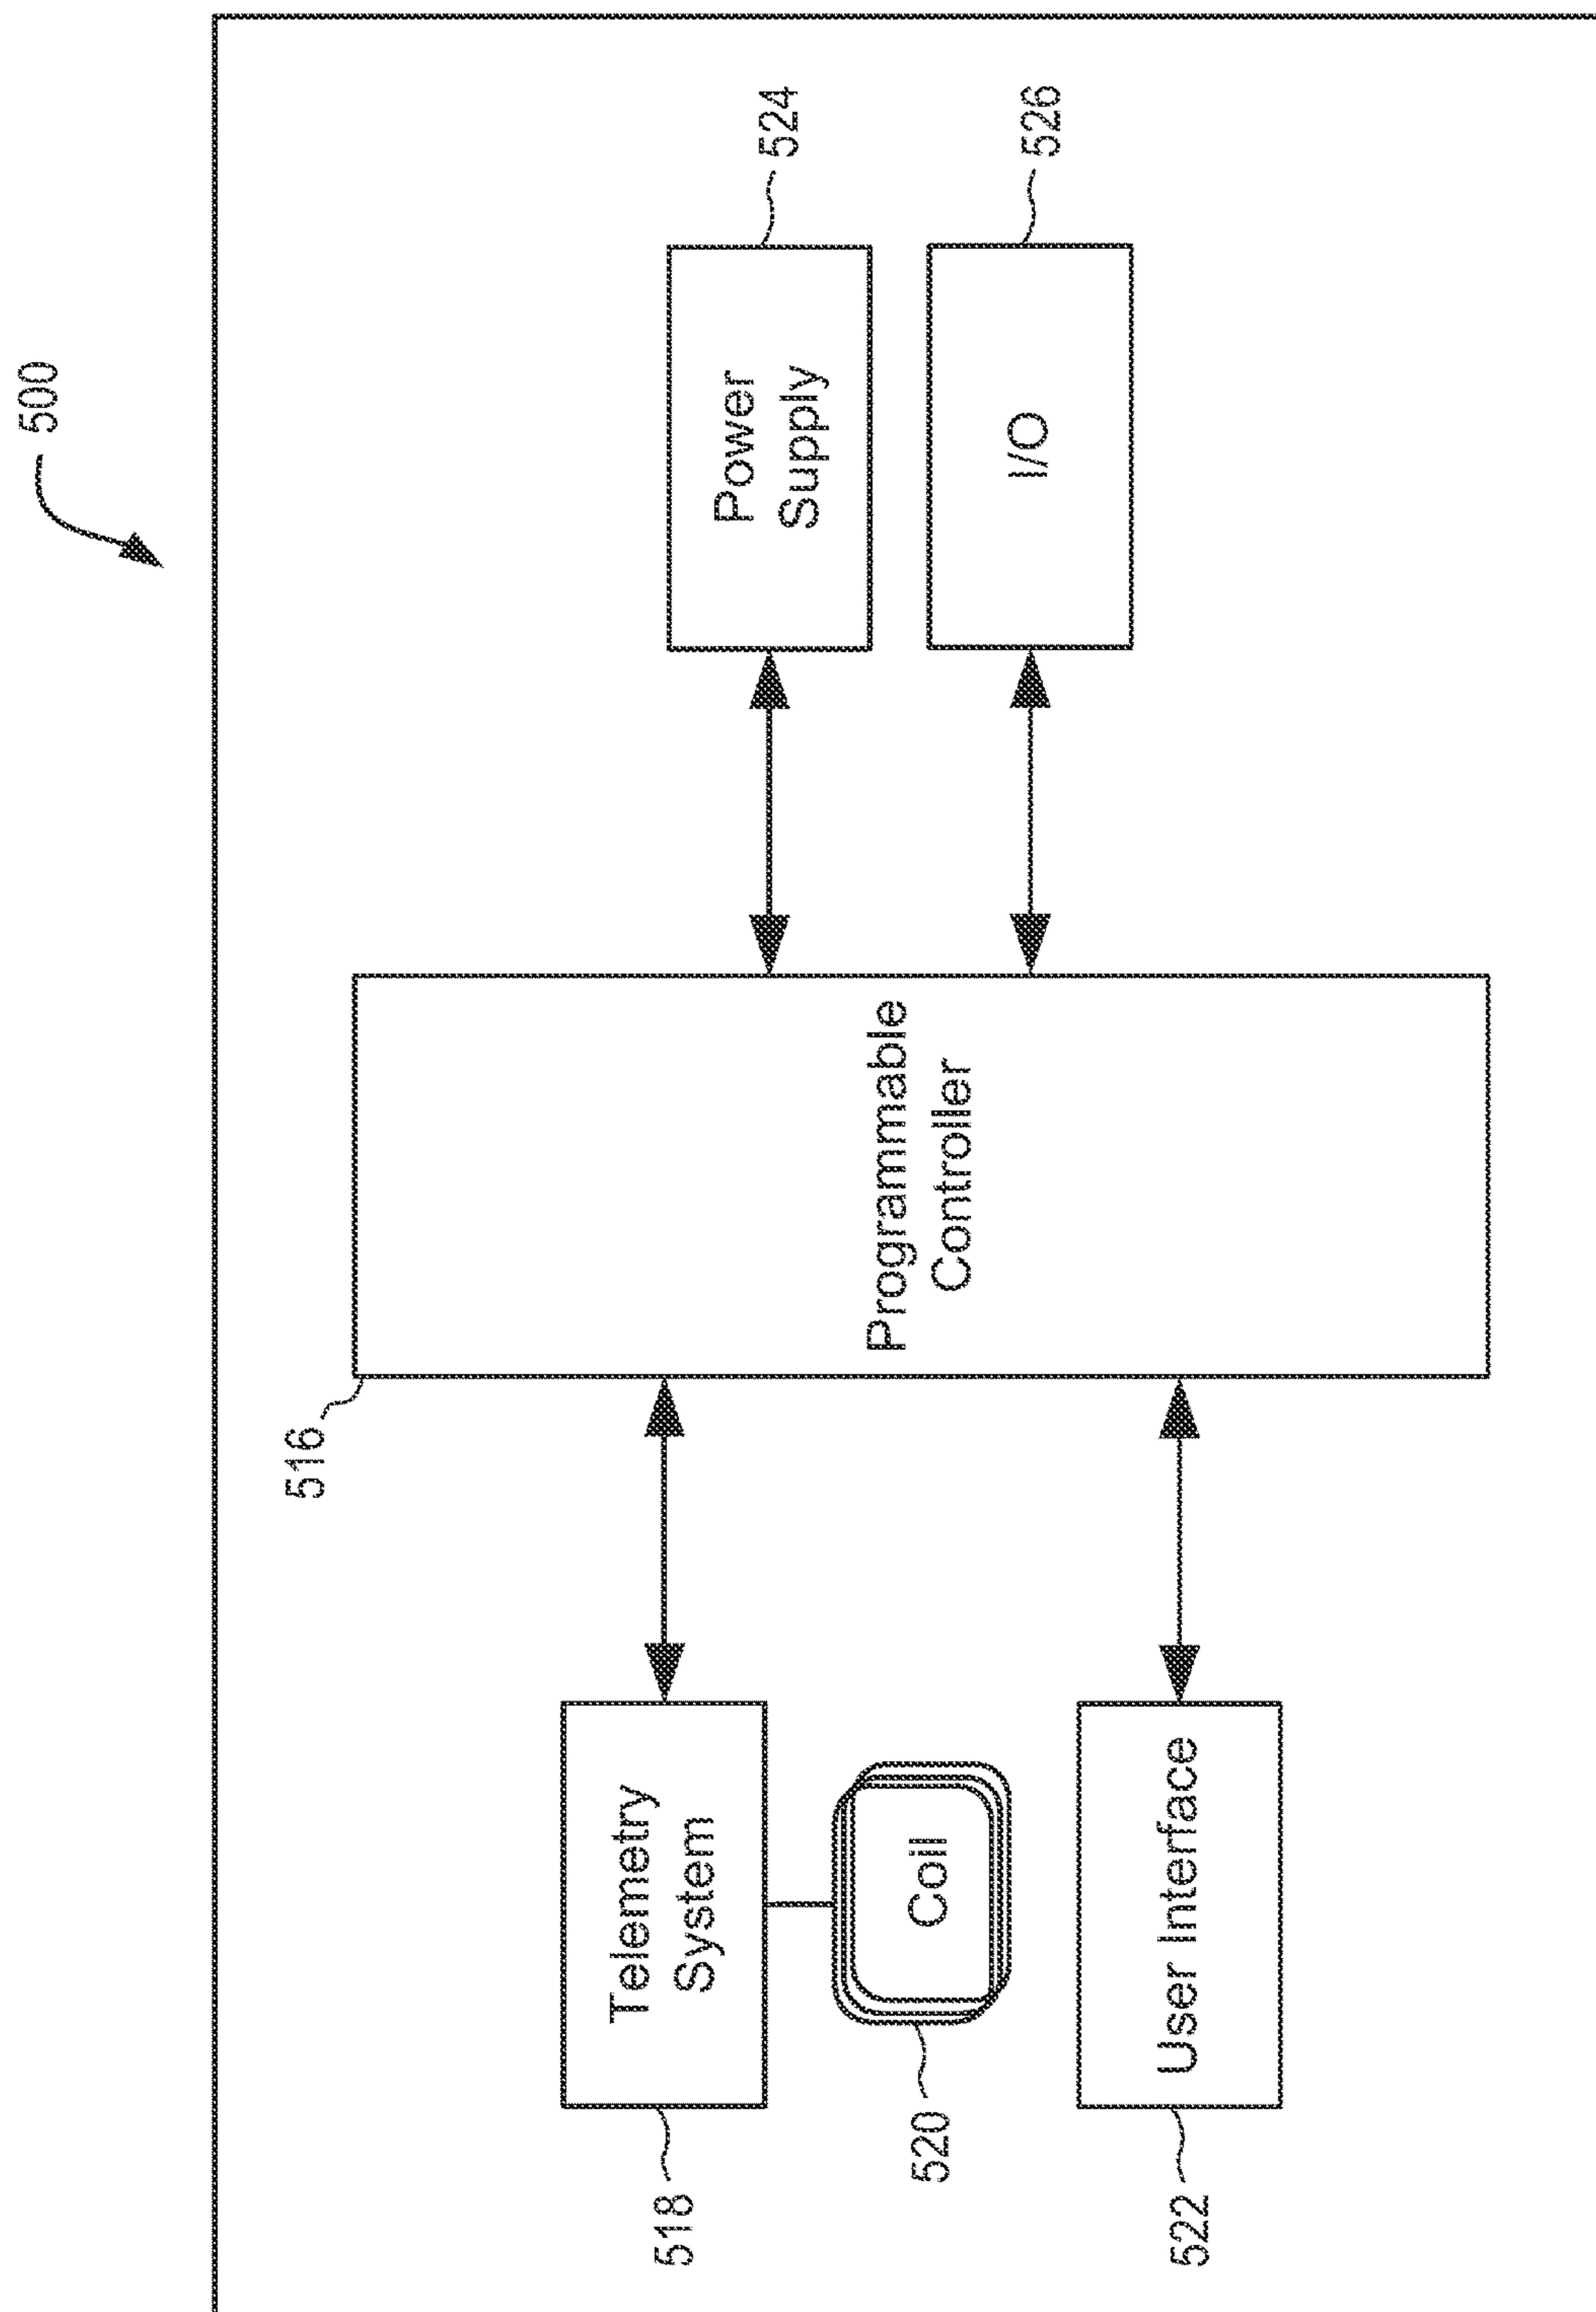 500
516
518
Telemetry
System
520
Coil
522
User Interface
Programmable
Controller
524
Power
Supply
526
I/O